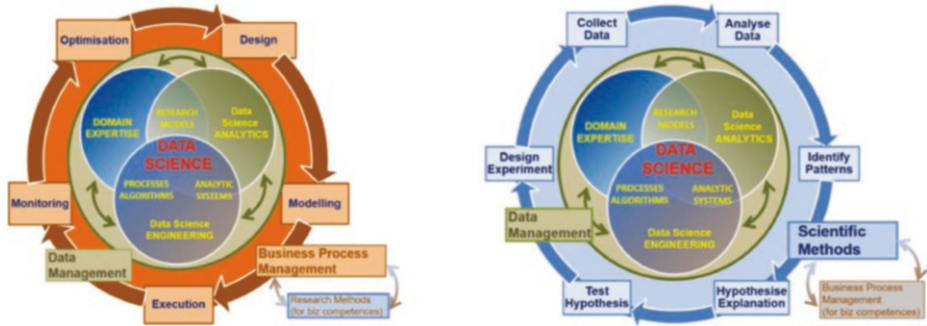 Optimisation
Design
DOMAIN
EXPERTISE
RESEARCH
MODELS
Data
Science
ANALYTICS
DATA
SCIENCE
PROCESSES
ALGORITHMS
ANALYTIC
SYSTEMS
Data Science
ENGINEERING
Monitoring
Modelling
Data
Management
Business Process
Management
Execution
Research Methods
(for biz competences)
Collect
Data
Analyse
Data
DOMAIN
EXPERTISE
RESEARCH
MODELS
Data
Science
ANALYTICS
DATA
SCIENCE
PROCESSES
ALGORITHMS
ANALYTIC
SYSTEMS
Data Science
ENGINEERING
Design
Experiment
Identify
Patterns
Data
Management
Scientific
Methods
Test
Hypothesis
Hypothesise
Explanation
Business Process
Management
(for biz competences)